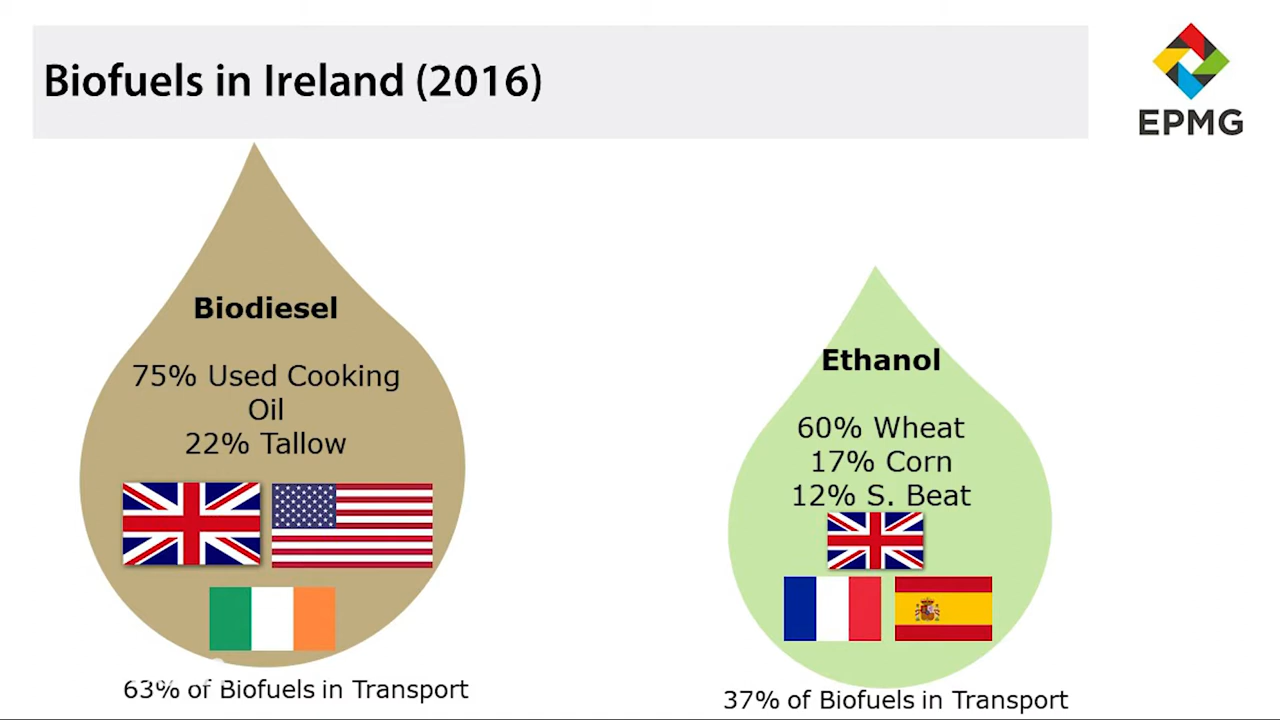 Biofuels in Ireland (2016)
EPMG
Biodiesel
75% Used Cooking
Oil
22% Tallow
63% of Biofuels in Transport
Ethanol
60% Wheat
17% Corn
12% S. Beat
37% of Biofuels in Transport